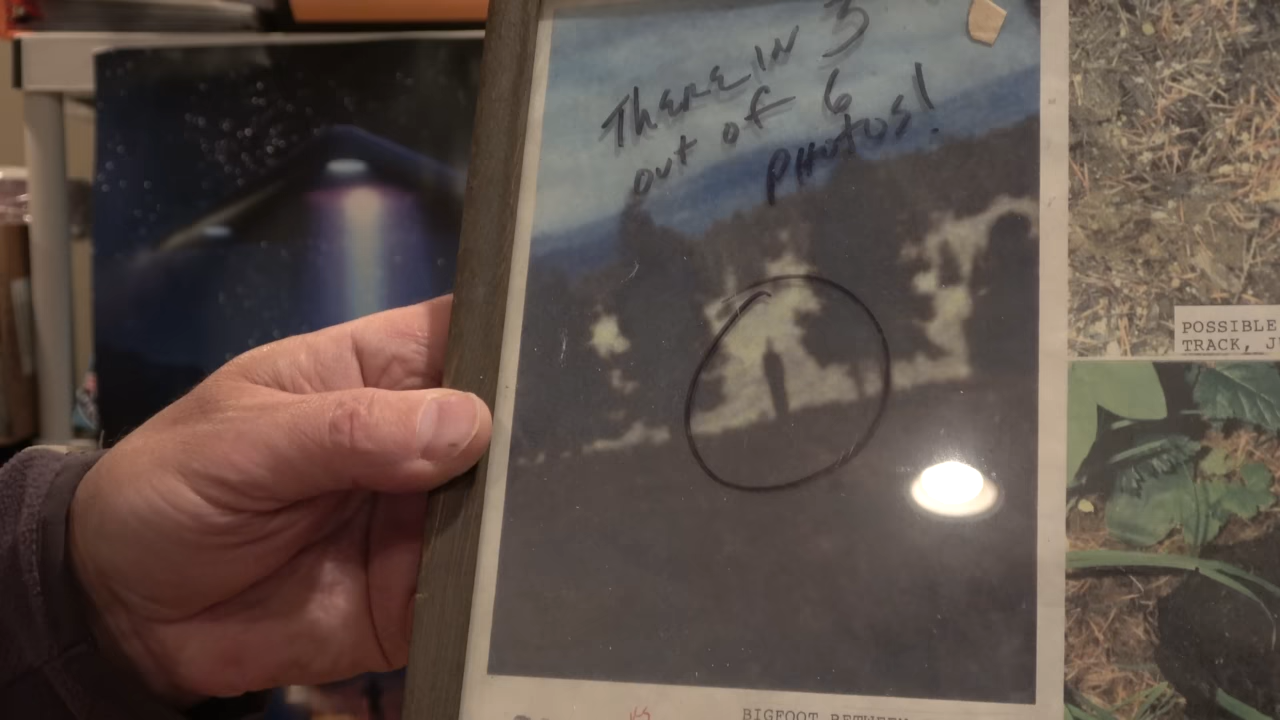 There in 3
out of 6
Photos!
POSSIBLE
TRACK, J
BIGFOOT BETWEEN